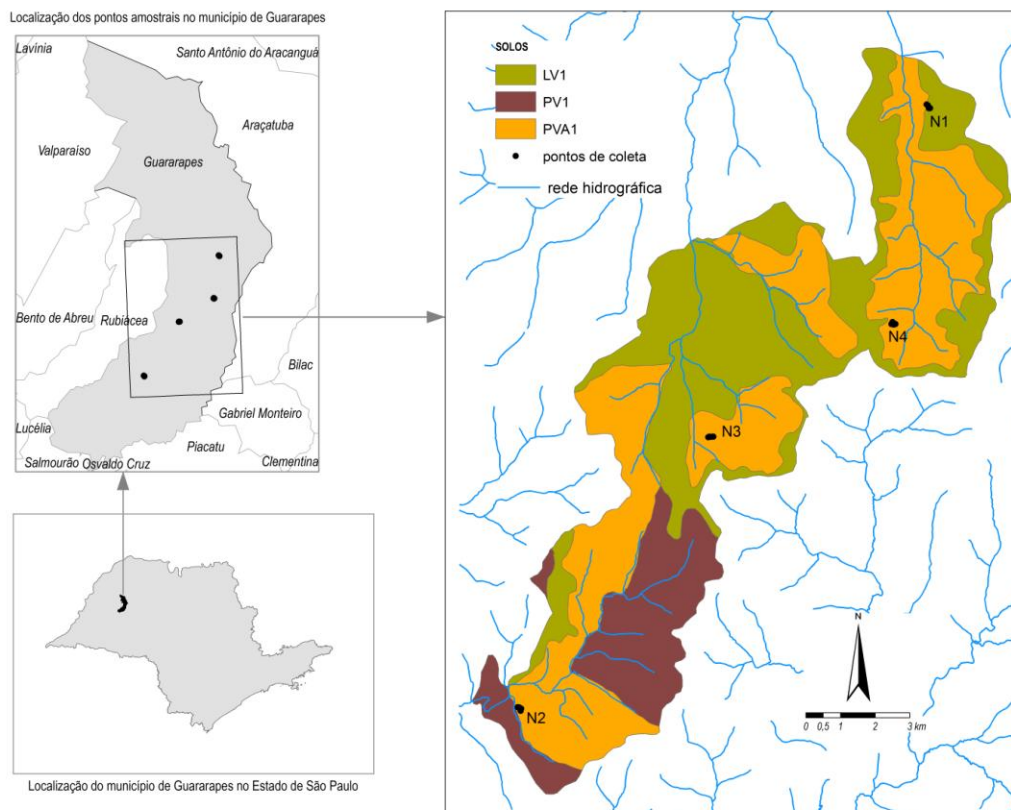 Localização dos pontos amostrais no município de Guararapes
Lavínia
Santo Antônio do Aracanguá
Araçatuba
Valparaiso
Guararapes
Bento de Abreu
Rubiácea
Bilac
Gabriel Monteiro
Lucélia
Piacatu
Salmourão
Osvaldo Cruz
Clementina
Localização do município de Guararapes no Estado de São Paulo
SOLOS
LV1
PV1
PVA1
pontos de coleta
rede hidrográfica
N1
N4
N3
N2
N
0 0,5 1 2 3 km